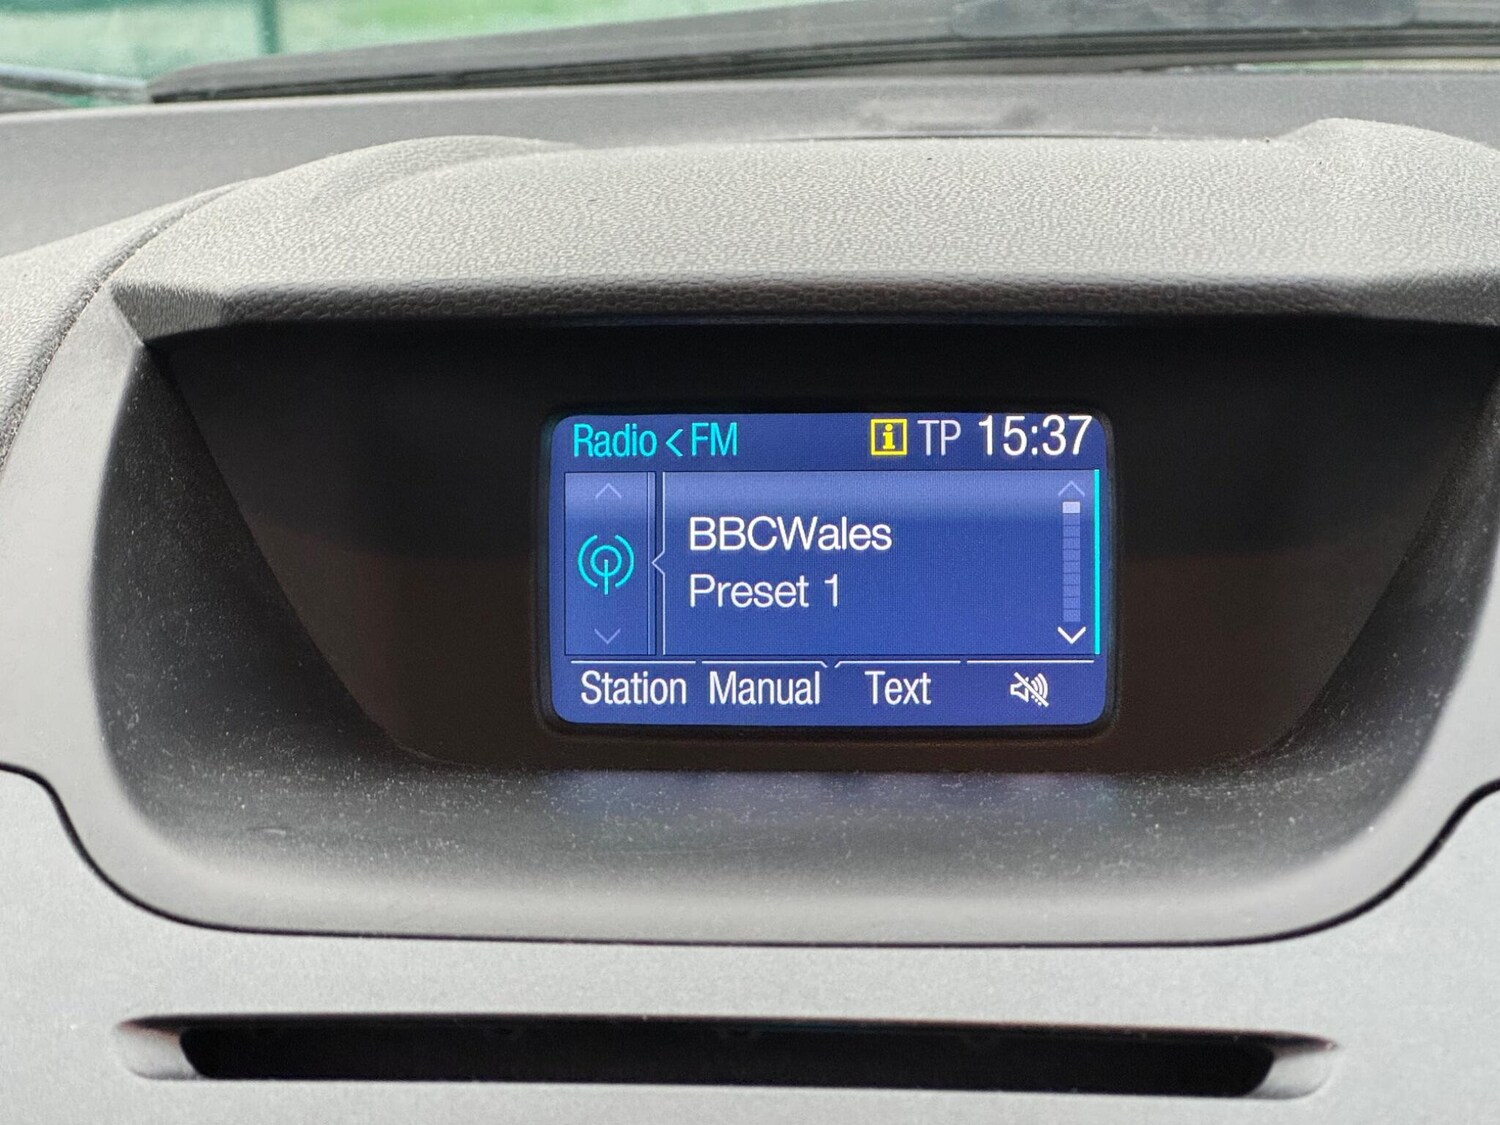 Radio < FM i TP 15:37
BBCWales
Preset 1
Station Manual Text